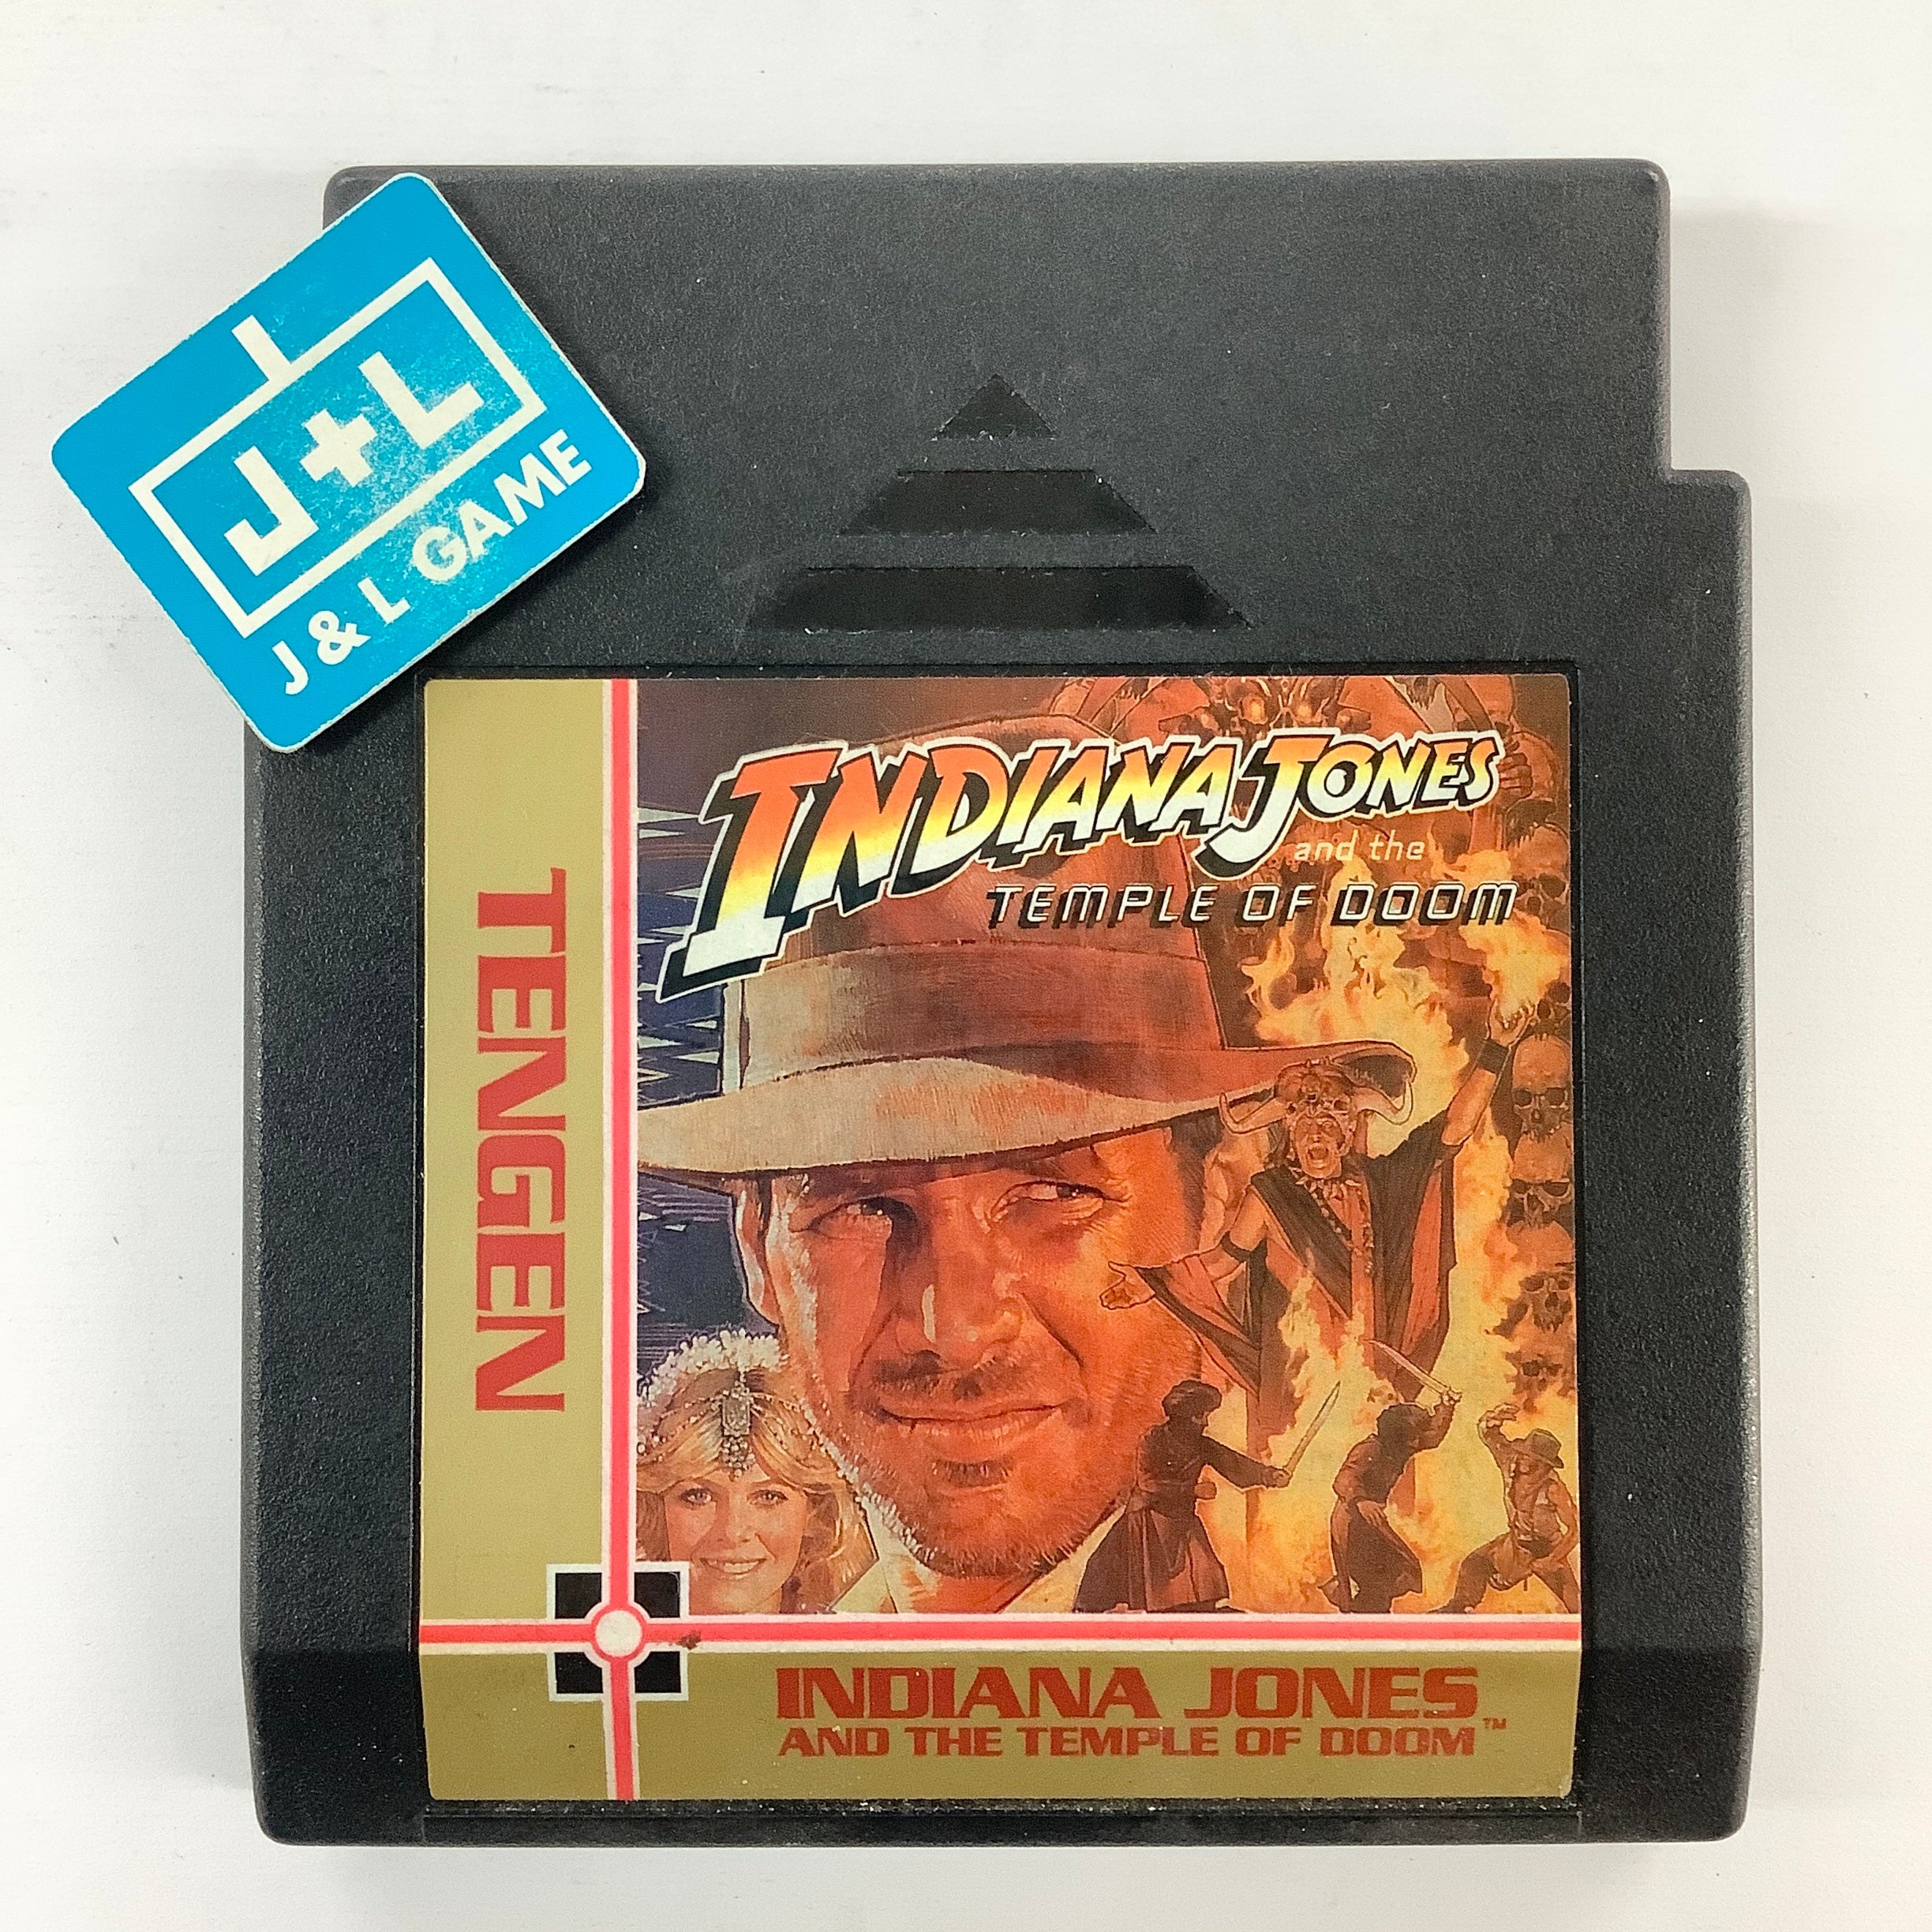 J+L
J & L GAME
INDIANA JONES
and the
TEMPLE OF DOOM
TENGEN
INDIANA JONES
AND THE TEMPLE OF DOOM™